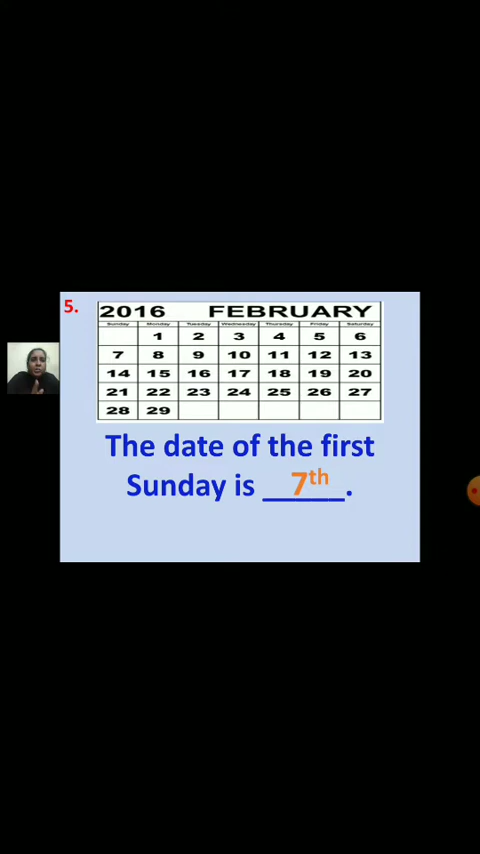 5.
2016 FEBRUARY
Sunday Monday Tuesday Wednesday Thursday Friday Saturday
1 2 3 4 5 6
7 8 9 10 11 12 13
14 15 16 17 18 19 20
21 22 23 24 25 26 27
28 29
The date of the first
Sunday is 7th.